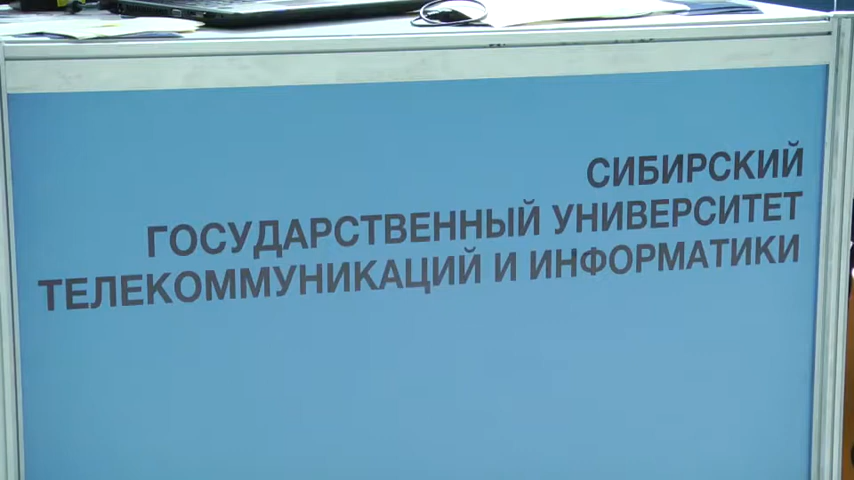 СИБИРСКИЙ
ГОСУДАРСТВЕННЫЙ УНИВЕРСИТЕТ
ТЕЛЕКОММУНИКАЦИЙ И ИНФОРМАТИКИ